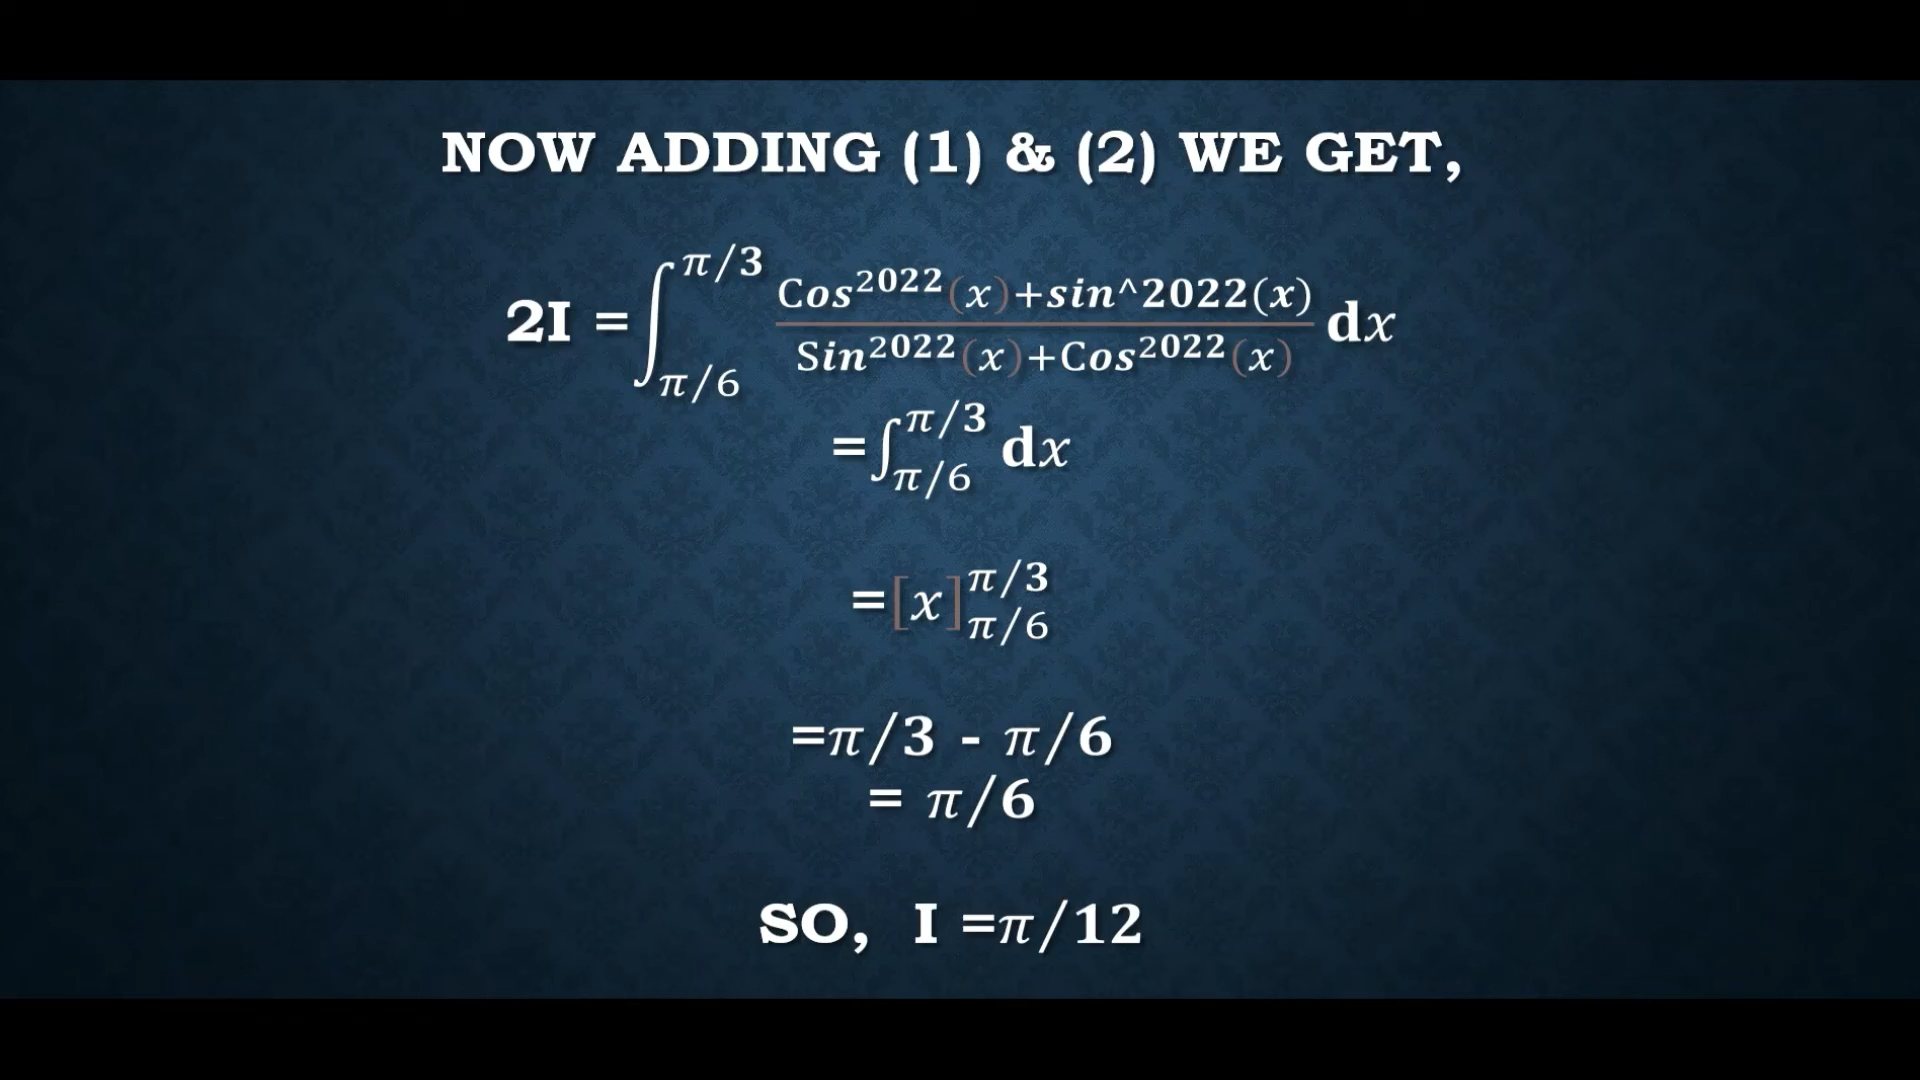 NOW ADDING (1) & (2) WE GET,
2I = ∫_{π/6}^{π/3} \frac{Cos^{2022}(x)+sin^2022(x)}{Sin^{2022}(x)+Cos^{2022}(x)} dx
=∫_{π/6}^{π/3} dx
=[x]_{π/6}^{π/3}
=π/3 - π/6
= π/6
SO, I =π/12